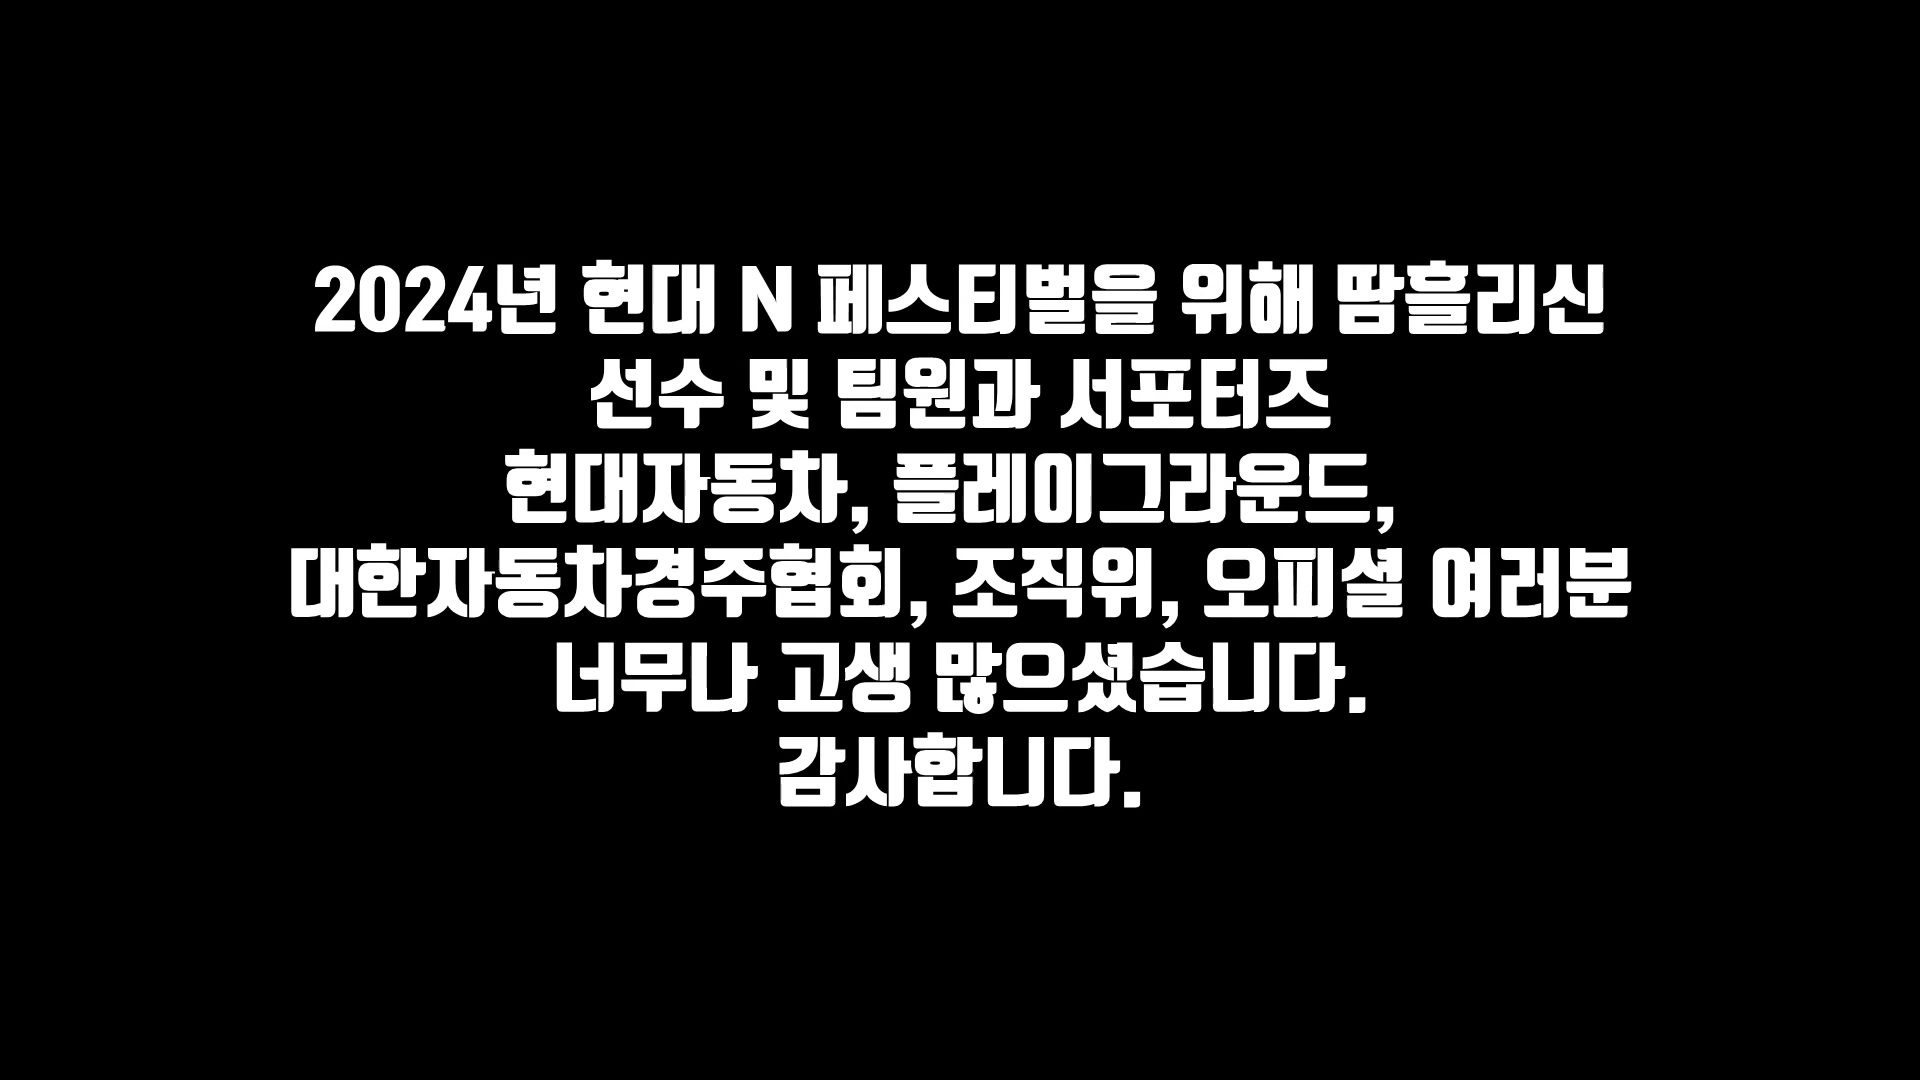 2024년 현대 N 페스티벌을 위해 땀흘리신
선수 및 팀원과 서포터즈
현대자동차, 플레이그라운드,
대한자동차경주협회, 조직위, 오피셜 여러분
너무나 고생 많으셨습니다.
감사합니다.